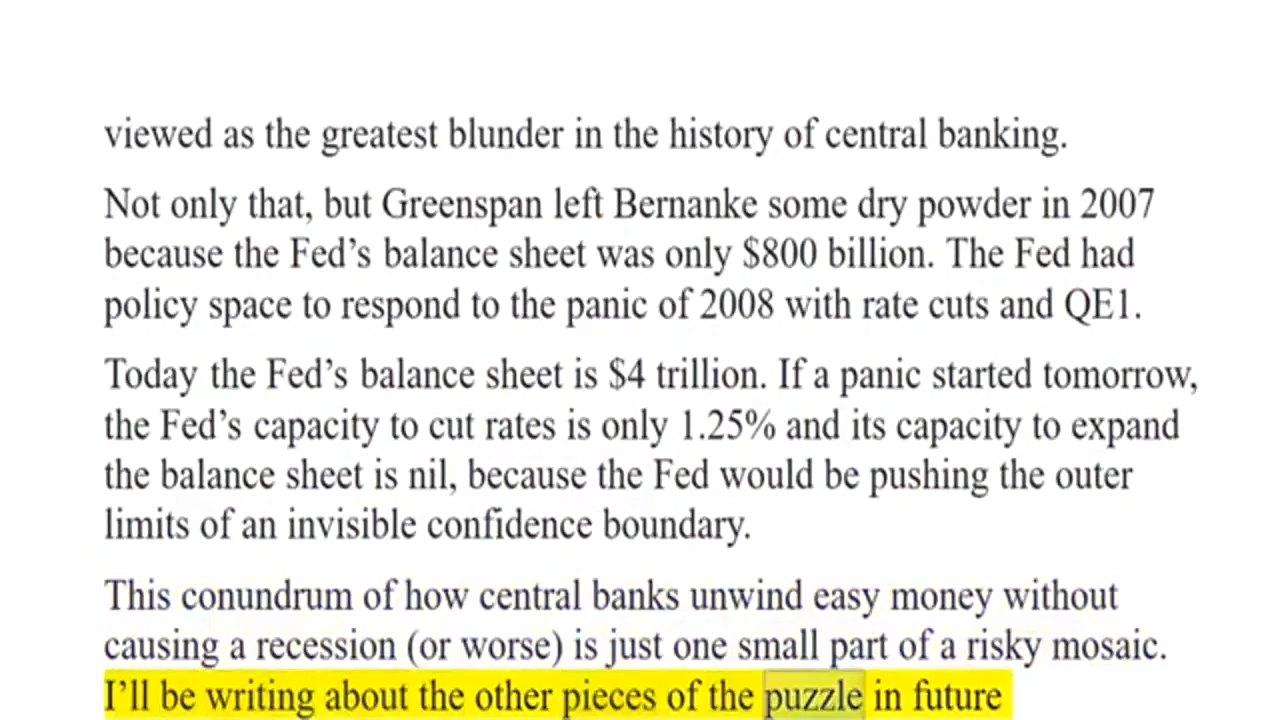 viewed as the greatest blunder in the history of central banking.
Not only that, but Greenspan left Bernanke some dry powder in 2007
because the Fed’s balance sheet was only $800 billion. The Fed had
policy space to respond to the panic of 2008 with rate cuts and QE1.
Today the Fed’s balance sheet is $4 trillion. If a panic started tomorrow,
the Fed’s capacity to cut rates is only 1.25% and its capacity to expand
the balance sheet is nil, because the Fed would be pushing the outer
limits of an invisible confidence boundary.
This conundrum of how central banks unwind easy money without
causing a recession (or worse) is just one small part of a risky mosaic.
I’ll be writing about the other pieces of the puzzle in future